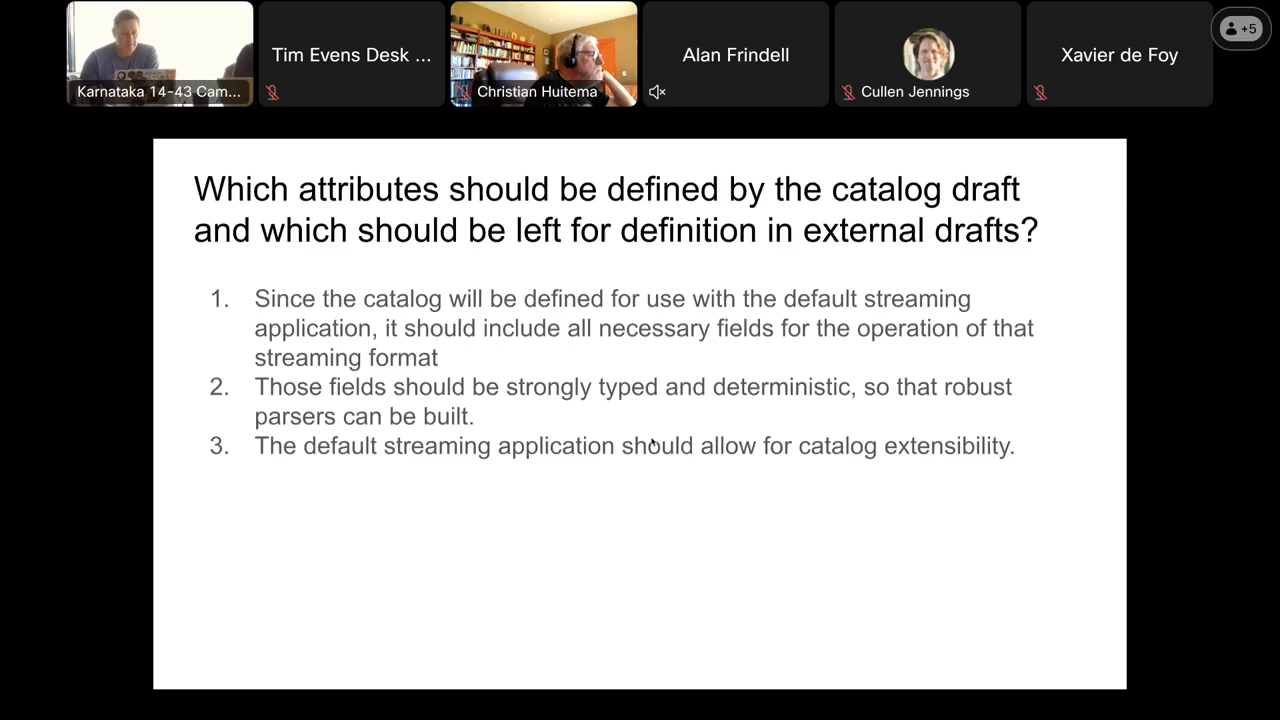 Karnataka 14-43 Cam...
Tim Evens Desk ...
Christian Huitema
Alan Frindell
Cullen Jennings
Xavier de Foy
+5
Which attributes should be defined by the catalog draft
and which should be left for definition in external drafts?
1. Since the catalog will be defined for use with the default streaming
application, it should include all necessary fields for the operation of that
streaming format
2. Those fields should be strongly typed and deterministic, so that robust
parsers can be built.
3. The default streaming application should allow for catalog extensibility.